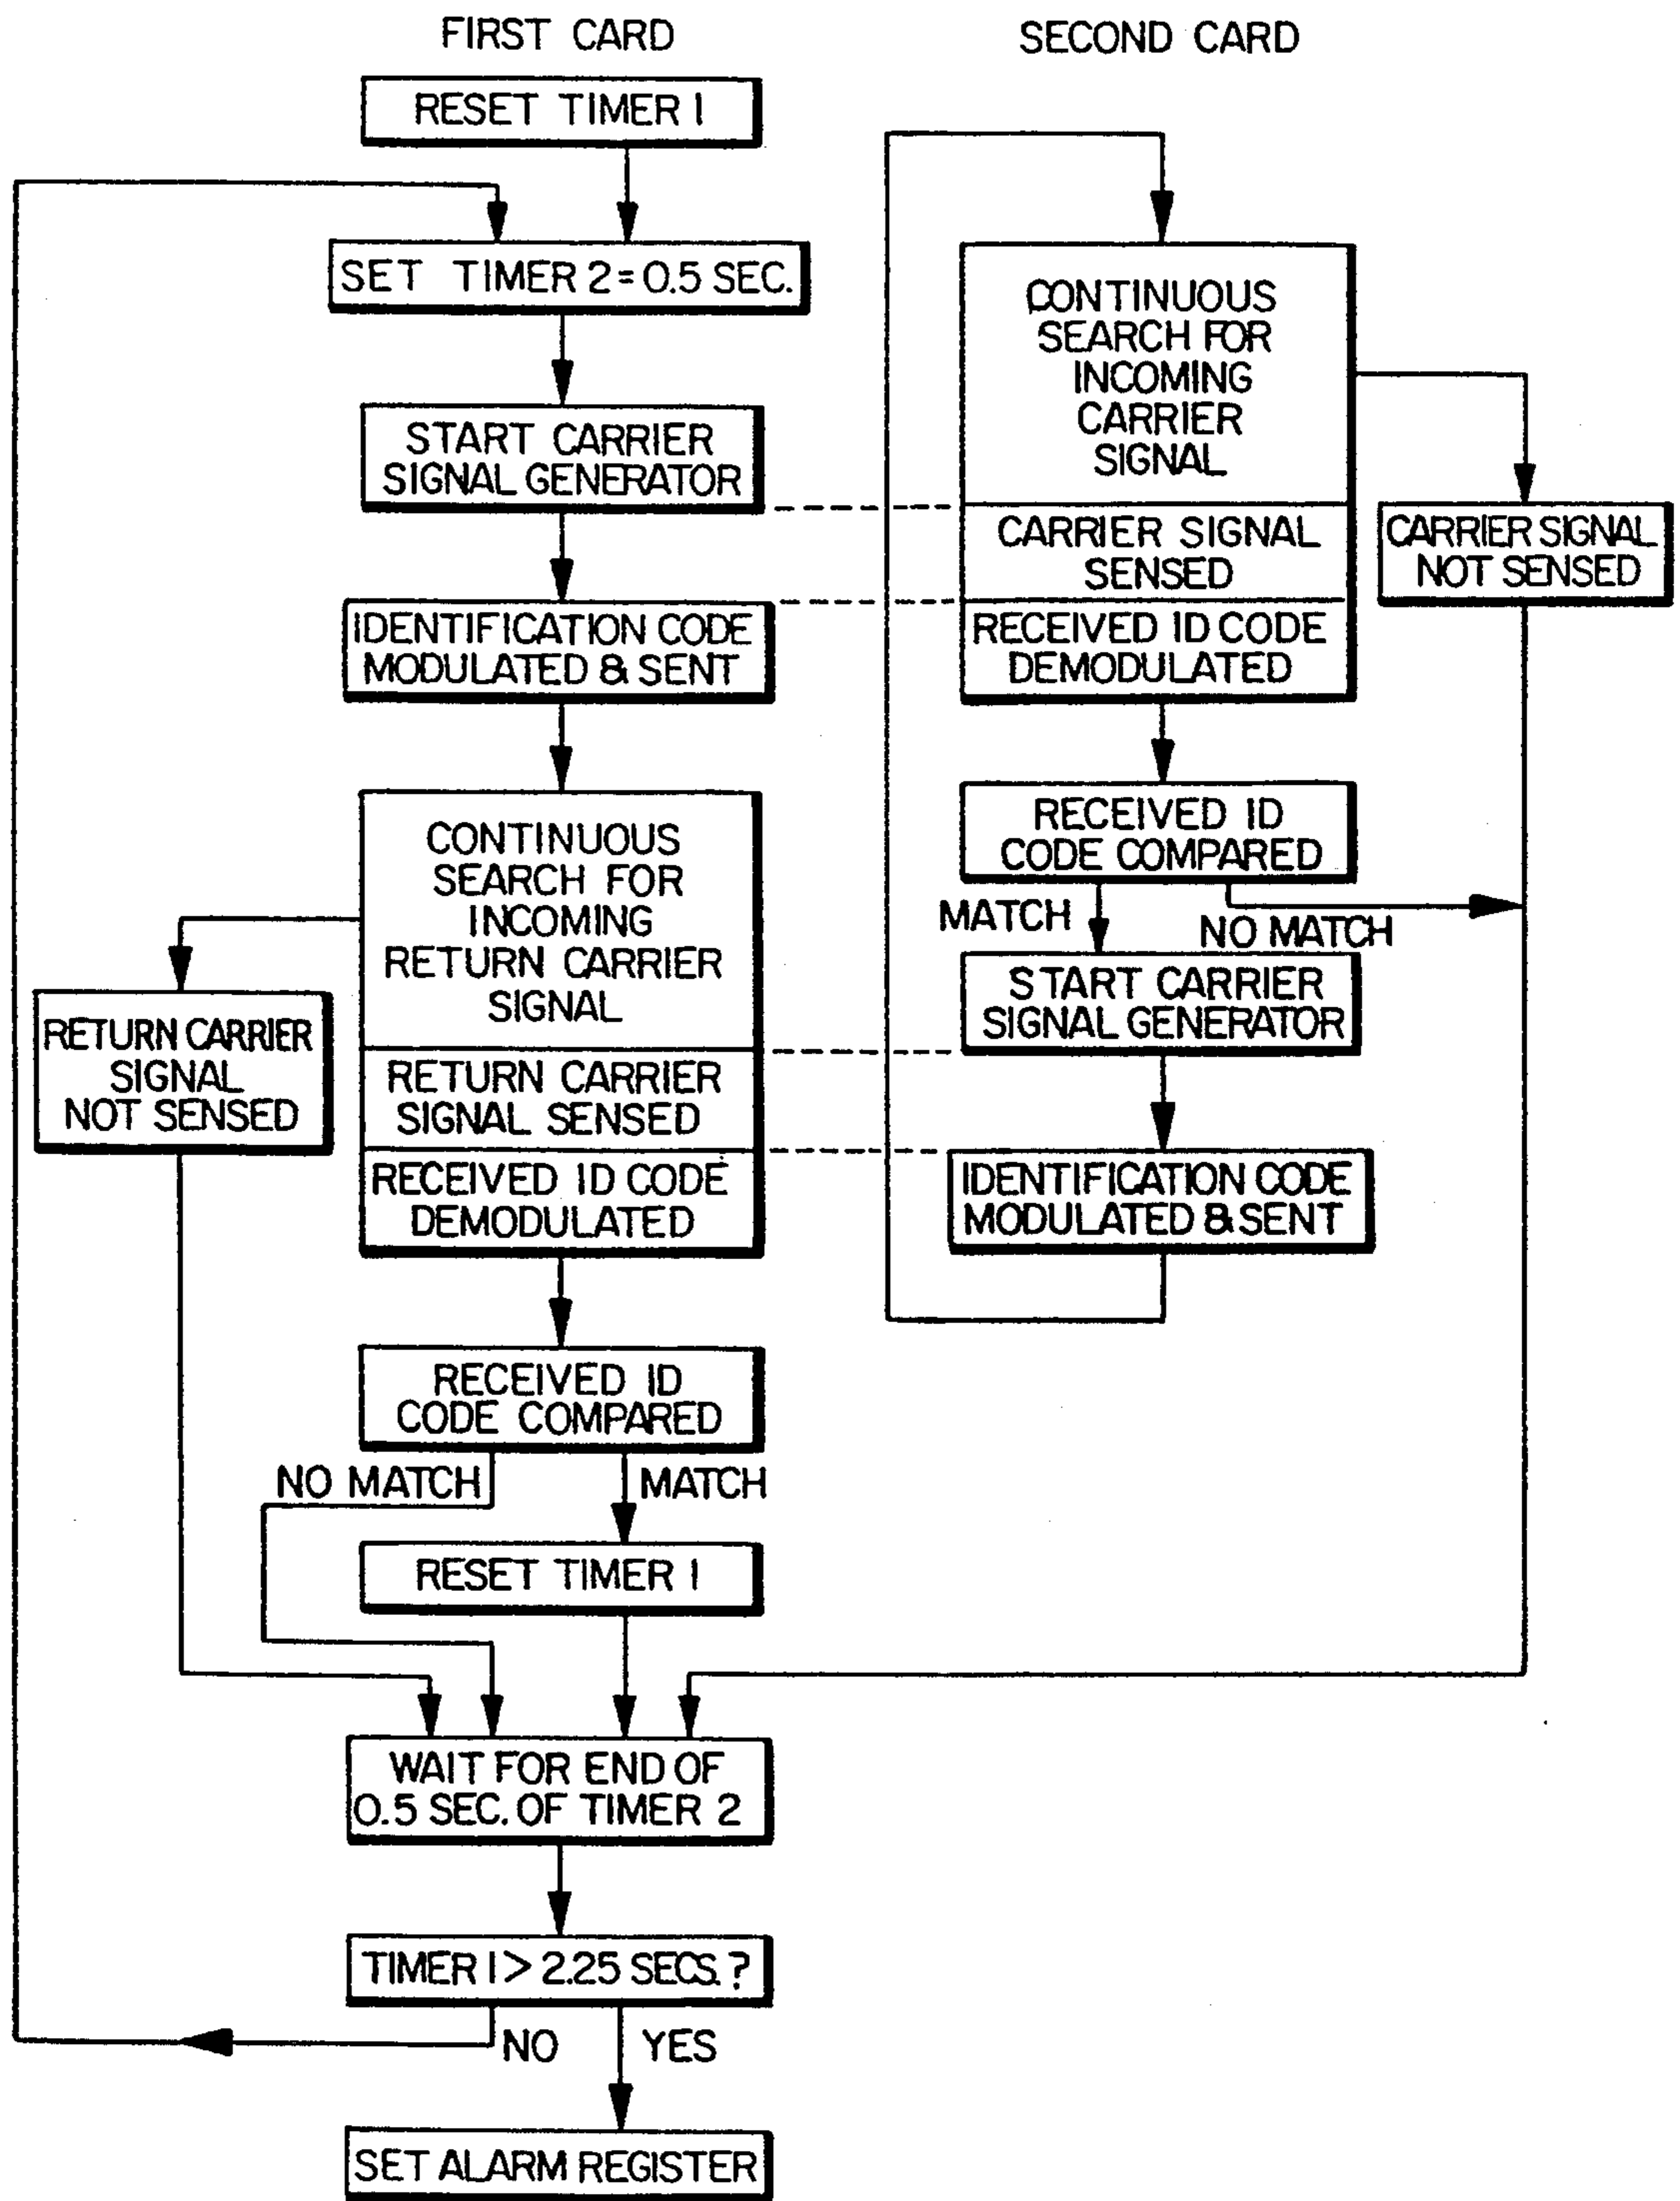 FIRST CARD
RESET TIMER 1
SET TIMER 2 = 0.5 SEC.
START CARRIER
SIGNAL GENERATOR
IDENTIFICATION CODE
MODULATED & SENT
CONTINUOUS
SEARCH FOR
INCOMING
RETURN CARRIER
SIGNAL
RETURN CARRIER
SIGNAL SENSED
RECEIVED ID CODE
DEMODULATED
RETURN CARRIER
SIGNAL
NOT SENSED
RECEIVED ID
CODE COMPARED
NO MATCH
MATCH
RESET TIMER 1
WAIT FOR END OF
0.5 SEC. OF TIMER 2
TIMER 1 > 2.25 SECS. ?
NO
YES
SET ALARM REGISTER
SECOND CARD
CONTINUOUS
SEARCH FOR
INCOMING
CARRIER
SIGNAL
CARRIER SIGNAL
SENSED
RECEIVED ID CODE
DEMODULATED
CARRIER SIGNAL
NOT SENSED
RECEIVED ID
CODE COMPARED
MATCH
NO MATCH
START CARRIER
SIGNAL GENERATOR
IDENTIFICATION CODE
MODULATED & SENT